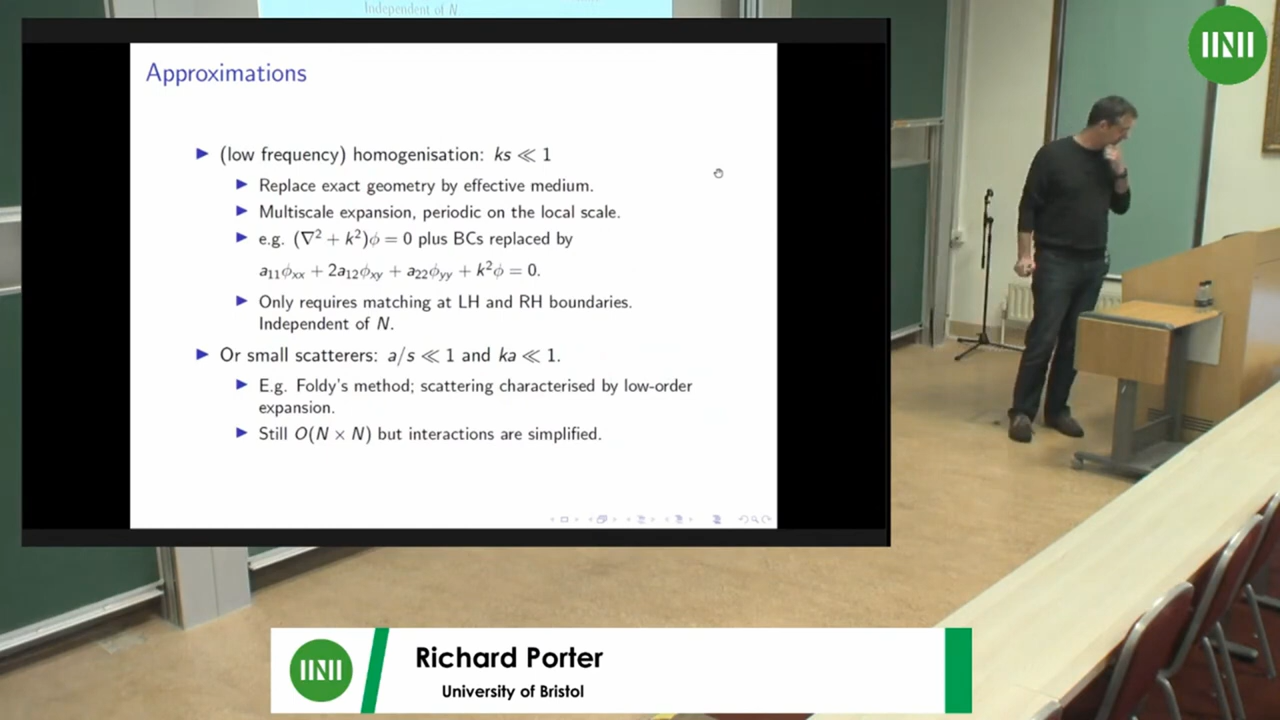 Independent of N.
Approximations
(low frequency) homogenisation: ks ≪ 1
Replace exact geometry by effective medium.
Multiscale expansion, periodic on the local scale.
e.g. (∇² + k²)ϕ = 0 plus BCs replaced by
a₁₁ϕₓₓ + 2a₁₂ϕₓᵧ + a₂₂ϕᵧᵧ + k²ϕ = 0.
Only requires matching at LH and RH boundaries.
Independent of N.
Or small scatterers: a/s ≪ 1 and ka ≪ 1.
E.g. Foldy's method; scattering characterised by low-order
expansion.
Still O(N × N) but interactions are simplified.
Richard Porter
University of Bristol